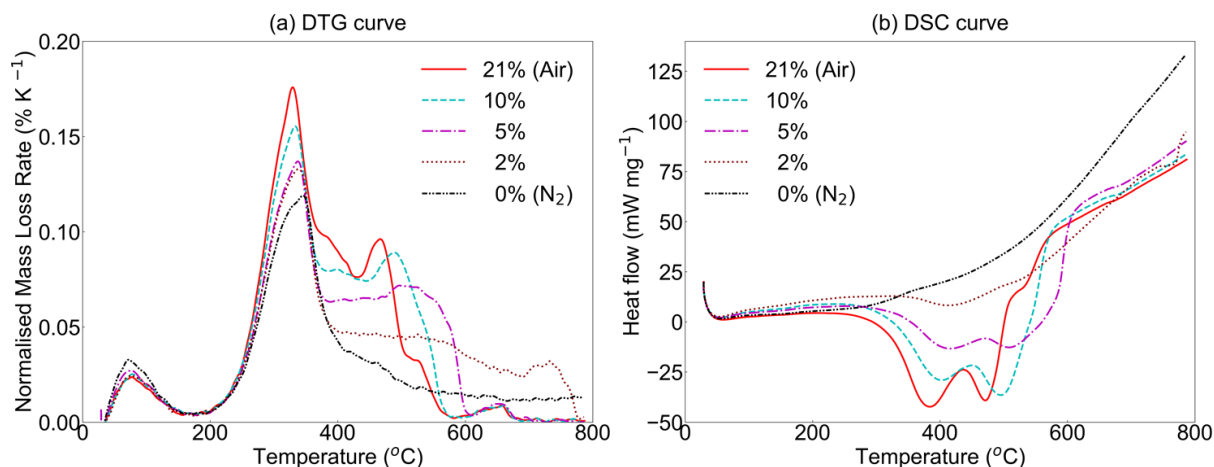 (a) DTG curve
Normalised Mass Loss Rate (% K⁻¹)
0.20
0.15
0.10
0.05
0.00
21% (Air)
10%
5%
2%
0% (N₂)
0
200
400
600
800
Temperature (°C)
(b) DSC curve
Heat flow (mW mg⁻¹)
125
100
75
50
25
0
−25
−50
21% (Air)
10%
5%
2%
0% (N₂)
0
200
400
600
800
Temperature (°C)